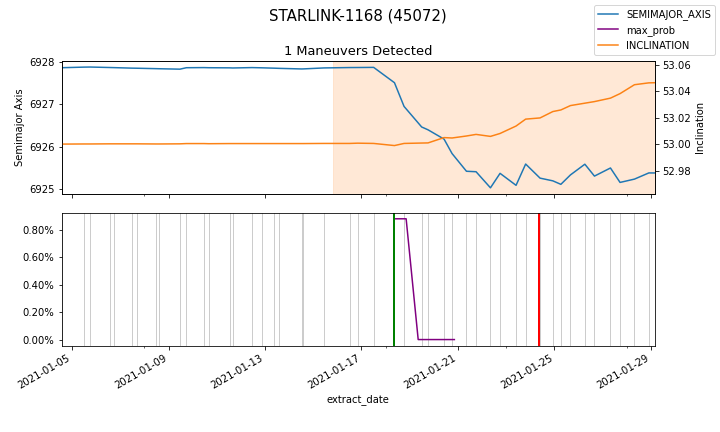 STARLINK-1168 (45072)
SEMIMAJOR_AXIS
max_prob
INCLINATION
1 Maneuvers Detected
6928
6927
6926
6925
Semimajor Axis
53.06
53.04
53.02
53.00
52.98
Inclination
0.80%
0.60%
0.40%
0.20%
0.00%
2021-01-05
2021-01-09
2021-01-13
2021-01-17
2021-01-21
2021-01-25
2021-01-29
extract_date